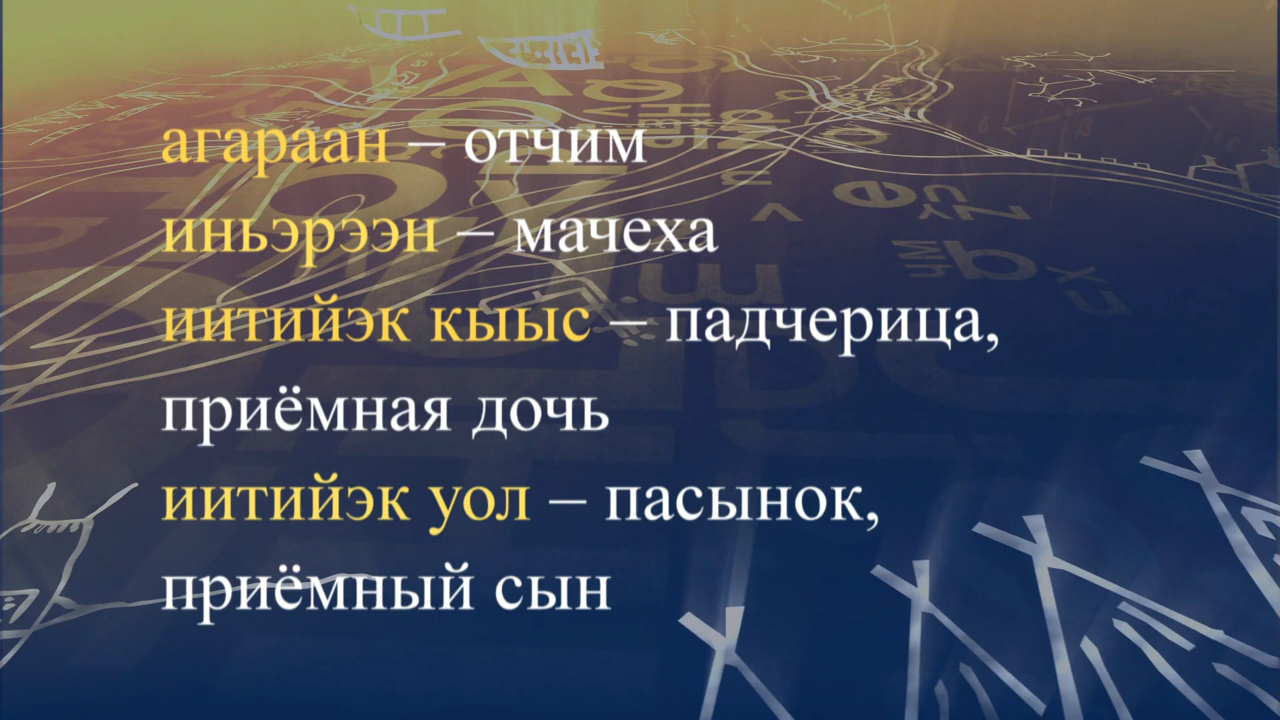 агараан – отчим
иньэрээн – мачеха
иитийэк кыыс – падчерица,
приёмная дочь
иитийэк уол – пасынок,
приёмный сын